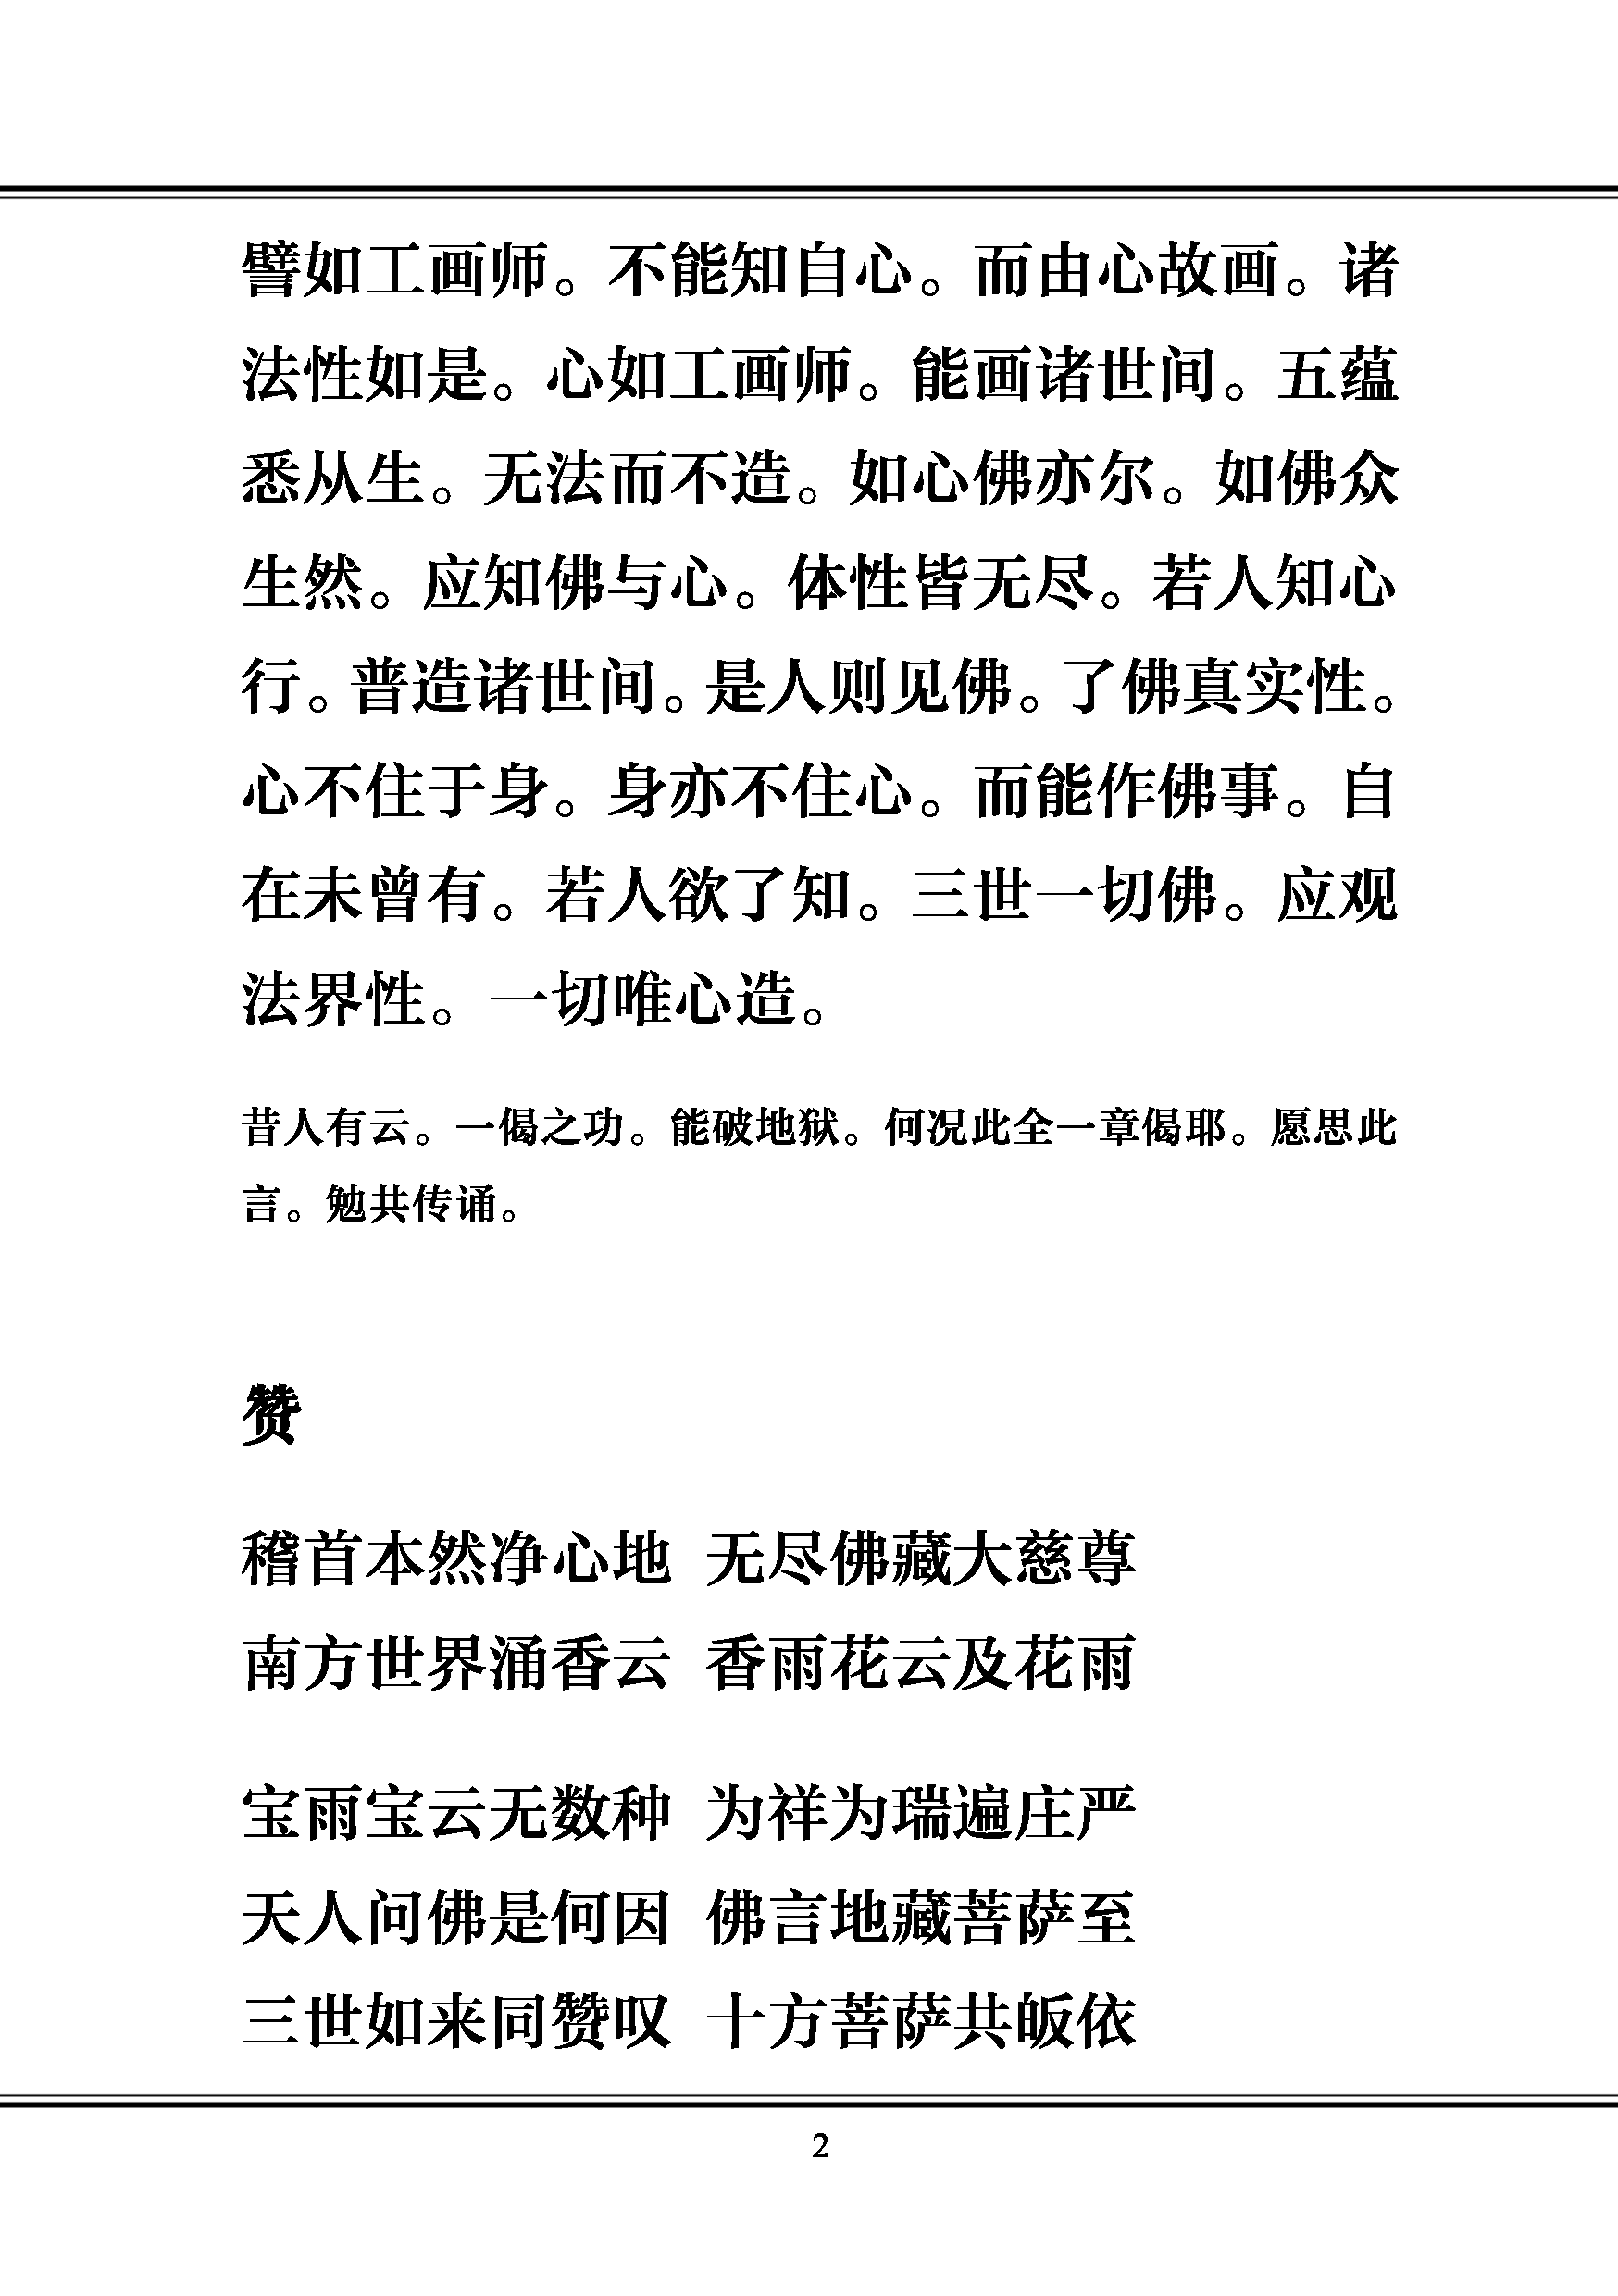 譬如工画师。不能知自心。而由心故画。诸
法性如是。心如工画师。能画诸世间。五蕴
悉从生。无法而不造。如心佛亦尔。如佛众
生然。应知佛与心。体性皆无尽。若人知心
行。普造诸世间。是人则见佛。了佛真实性。
心不住于身。身亦不住心。而能作佛事。自
在未曾有。若人欲了知。三世一切佛。应观
法界性。一切唯心造。
昔人有云。一偈之功。能破地狱。何况此全一章偈耶。愿思此
言。勉共传诵。
赞
稽首本然净心地 无尽佛藏大慈尊
南方世界涌香云 香雨花云及花雨
宝雨宝云无数种 为祥为瑞遍庄严
天人问佛是何因 佛言地藏菩萨至
三世如来同赞叹 十方菩萨共皈依
2